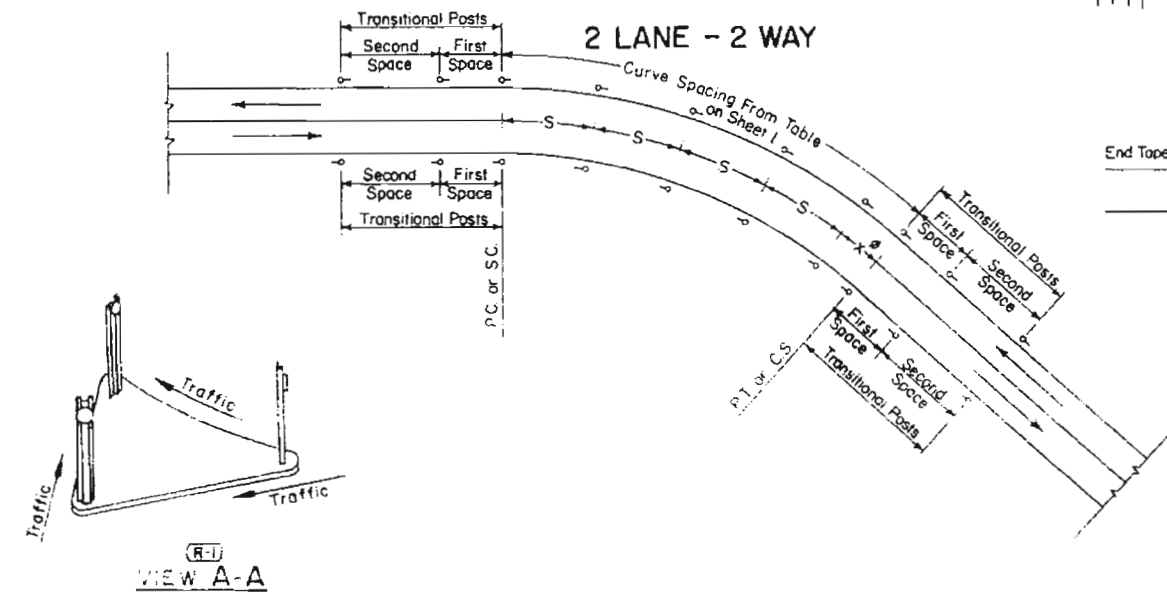 2 LANE - 2 WAY
Transitional Posts
Second Space
First Space
Curve Spacing From Table
on Sheet 1
S
S
S
S
X
ø
Second Space
First Space
Transitional Posts
P.C. or S.C.
Transitional Posts
First Space
Second Space
First Space
Second Space
Transitional Posts
P.T. or C.S.
End Tape
Traffic
Traffic
Traffic
R-1
VIEW A-A